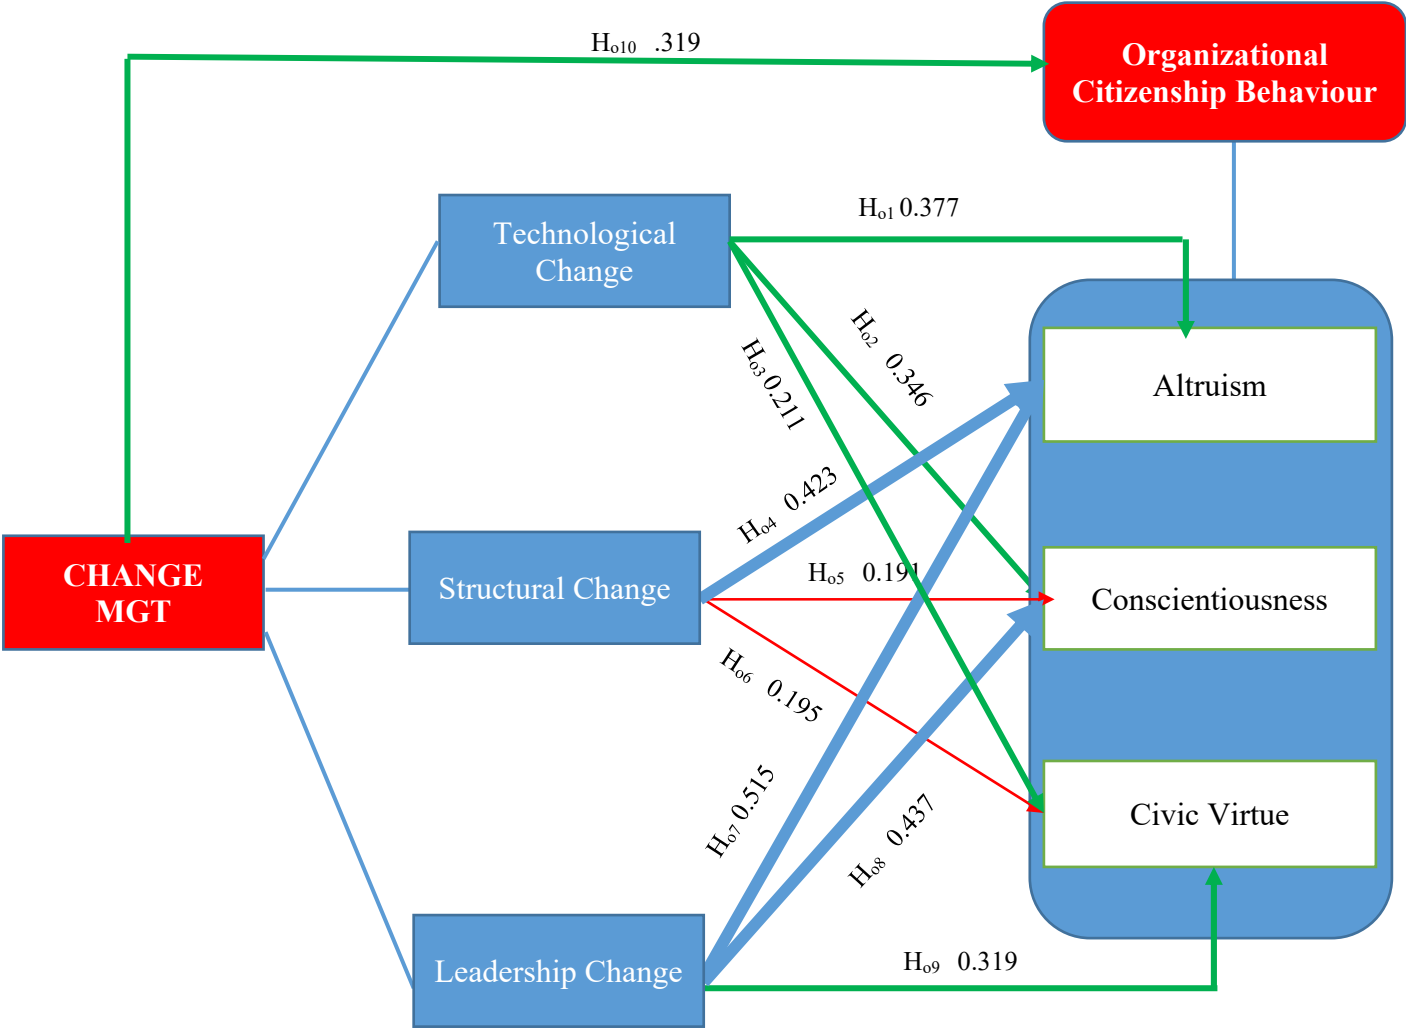 Ho10 .319
Organizational
Citizenship Behaviour
Ho1 0.377
Technological
Change
Ho2 0.346
Ho3 0.211
Altruism
Ho4 0.423
CHANGE
MGT
Structural Change
Ho5 0.191
Conscientiousness
Ho6 0.195
Ho7 0.515
Ho8 0.437
Civic Virtue
Leadership Change
Ho9 0.319